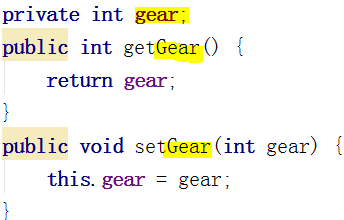 private int gear;
public int getGear() {
return gear;
}
public void setGear(int gear) {
this.gear = gear;
}